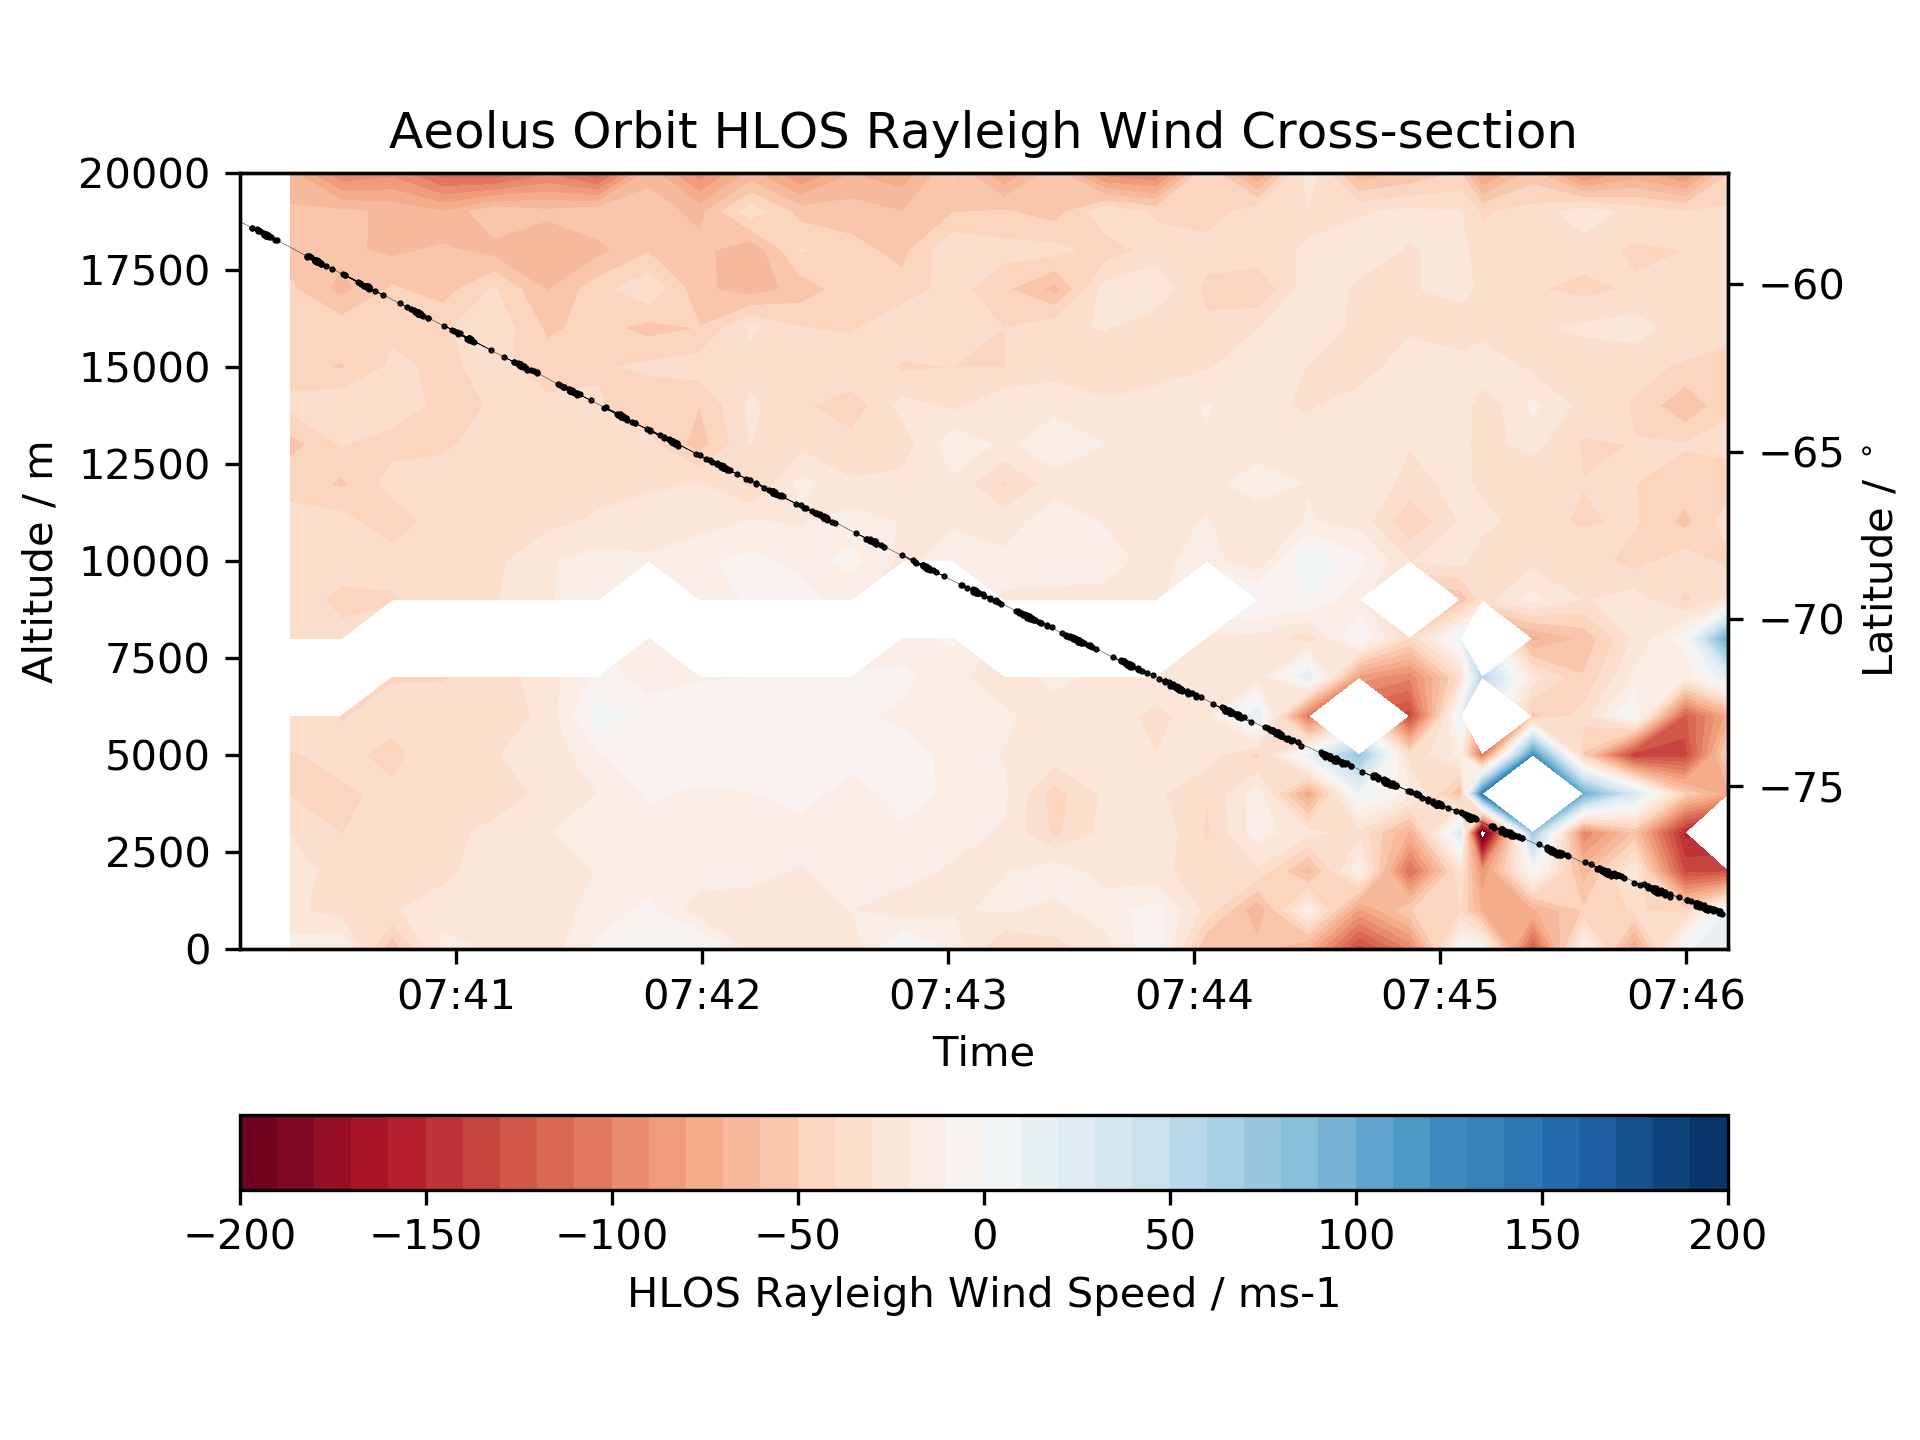 Aeolus Orbit HLOS Rayleigh Wind Cross-section
20000
17500
15000
12500
10000
7500
5000
2500
0
Altitude / m
−60
−65
−70
−75
Latitude / °
07:41 07:42 07:43 07:44 07:45 07:46
Time
−200 −150 −100 −50 0 50 100 150 200
HLOS Rayleigh Wind Speed / ms-1